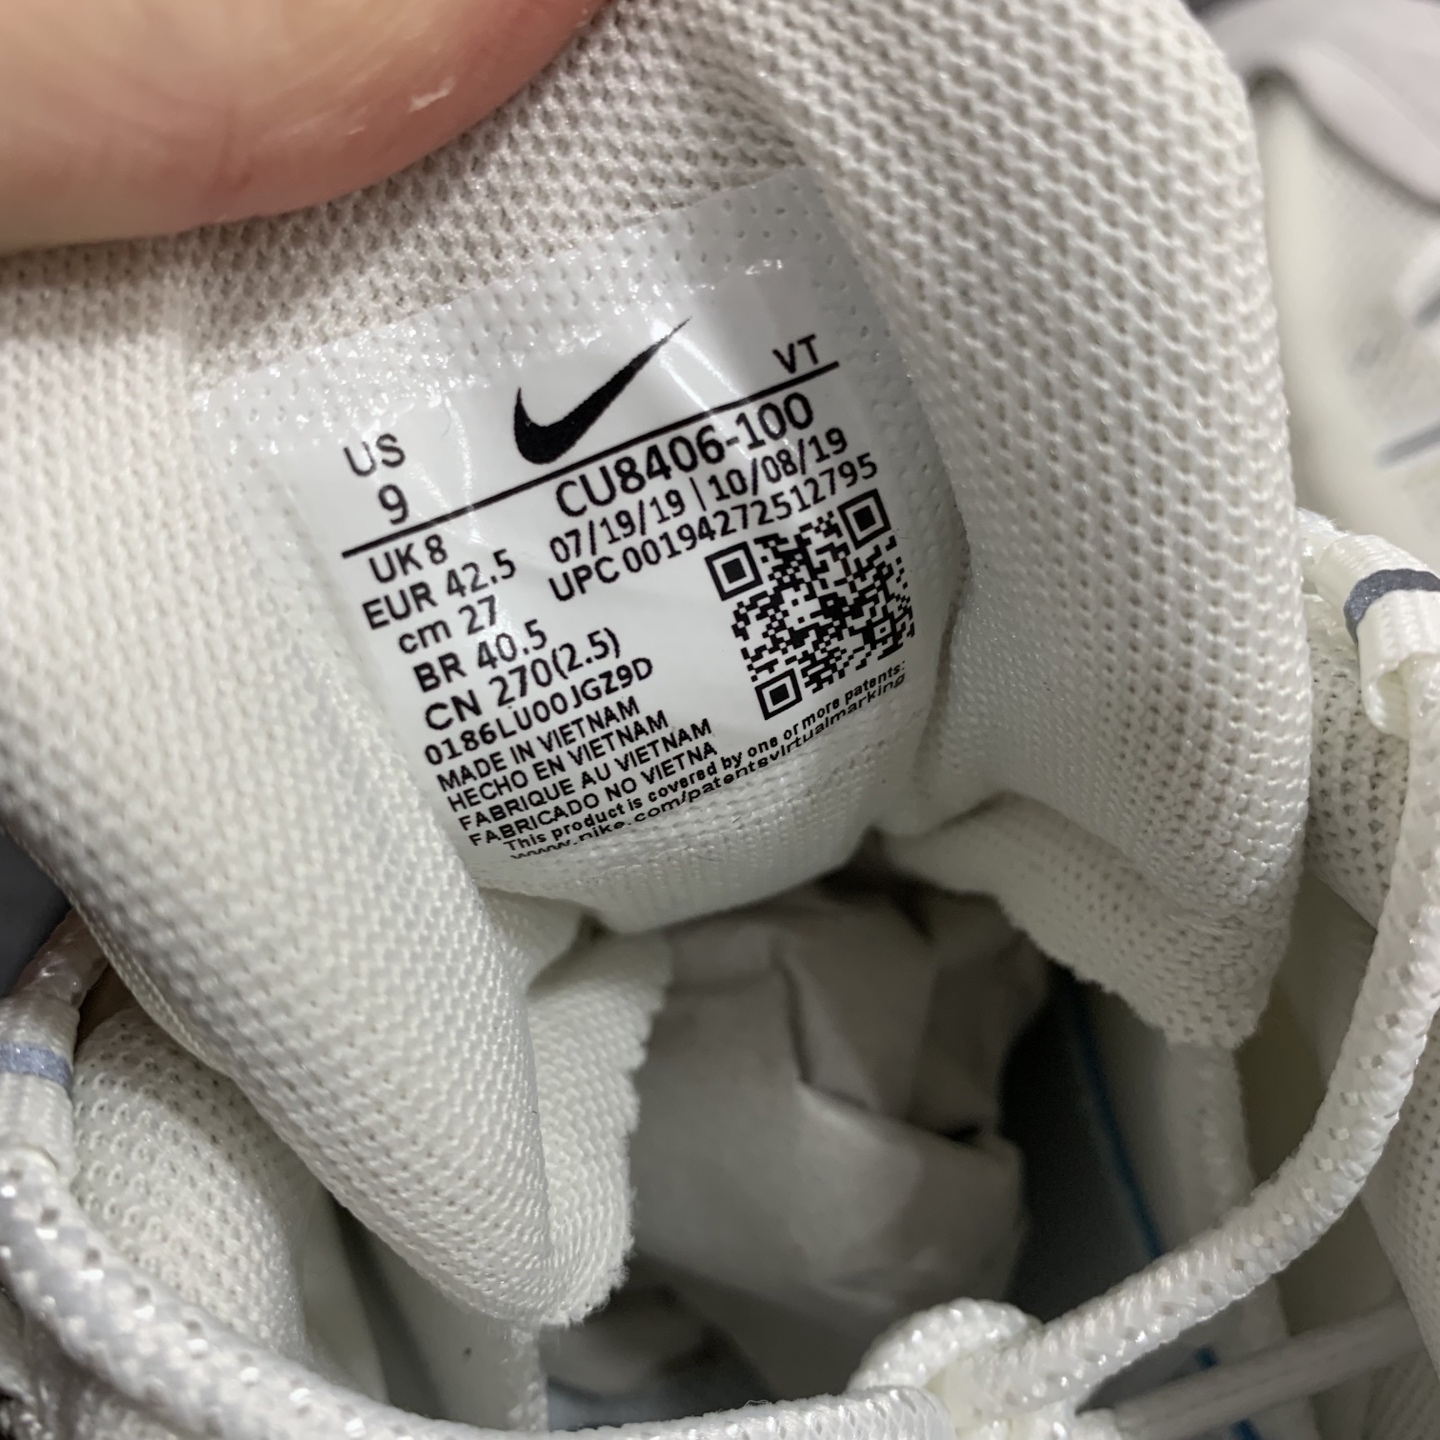 VT
US
9
CU8406-100
07/19/19 | 10/08/19
UPC 00194272512795
UK 8
EUR 42.5
cm 27
BR 40.5
CN 270(2.5)
0186LU00JGZ9D
MADE IN VIETNAM
HECHO EN VIETNAM
FABRIQUE AU VIETNAM
FABRICADO NO VIETNA
This product is covered by one or more patents:
www.nike.com/patentsvirtualmarking